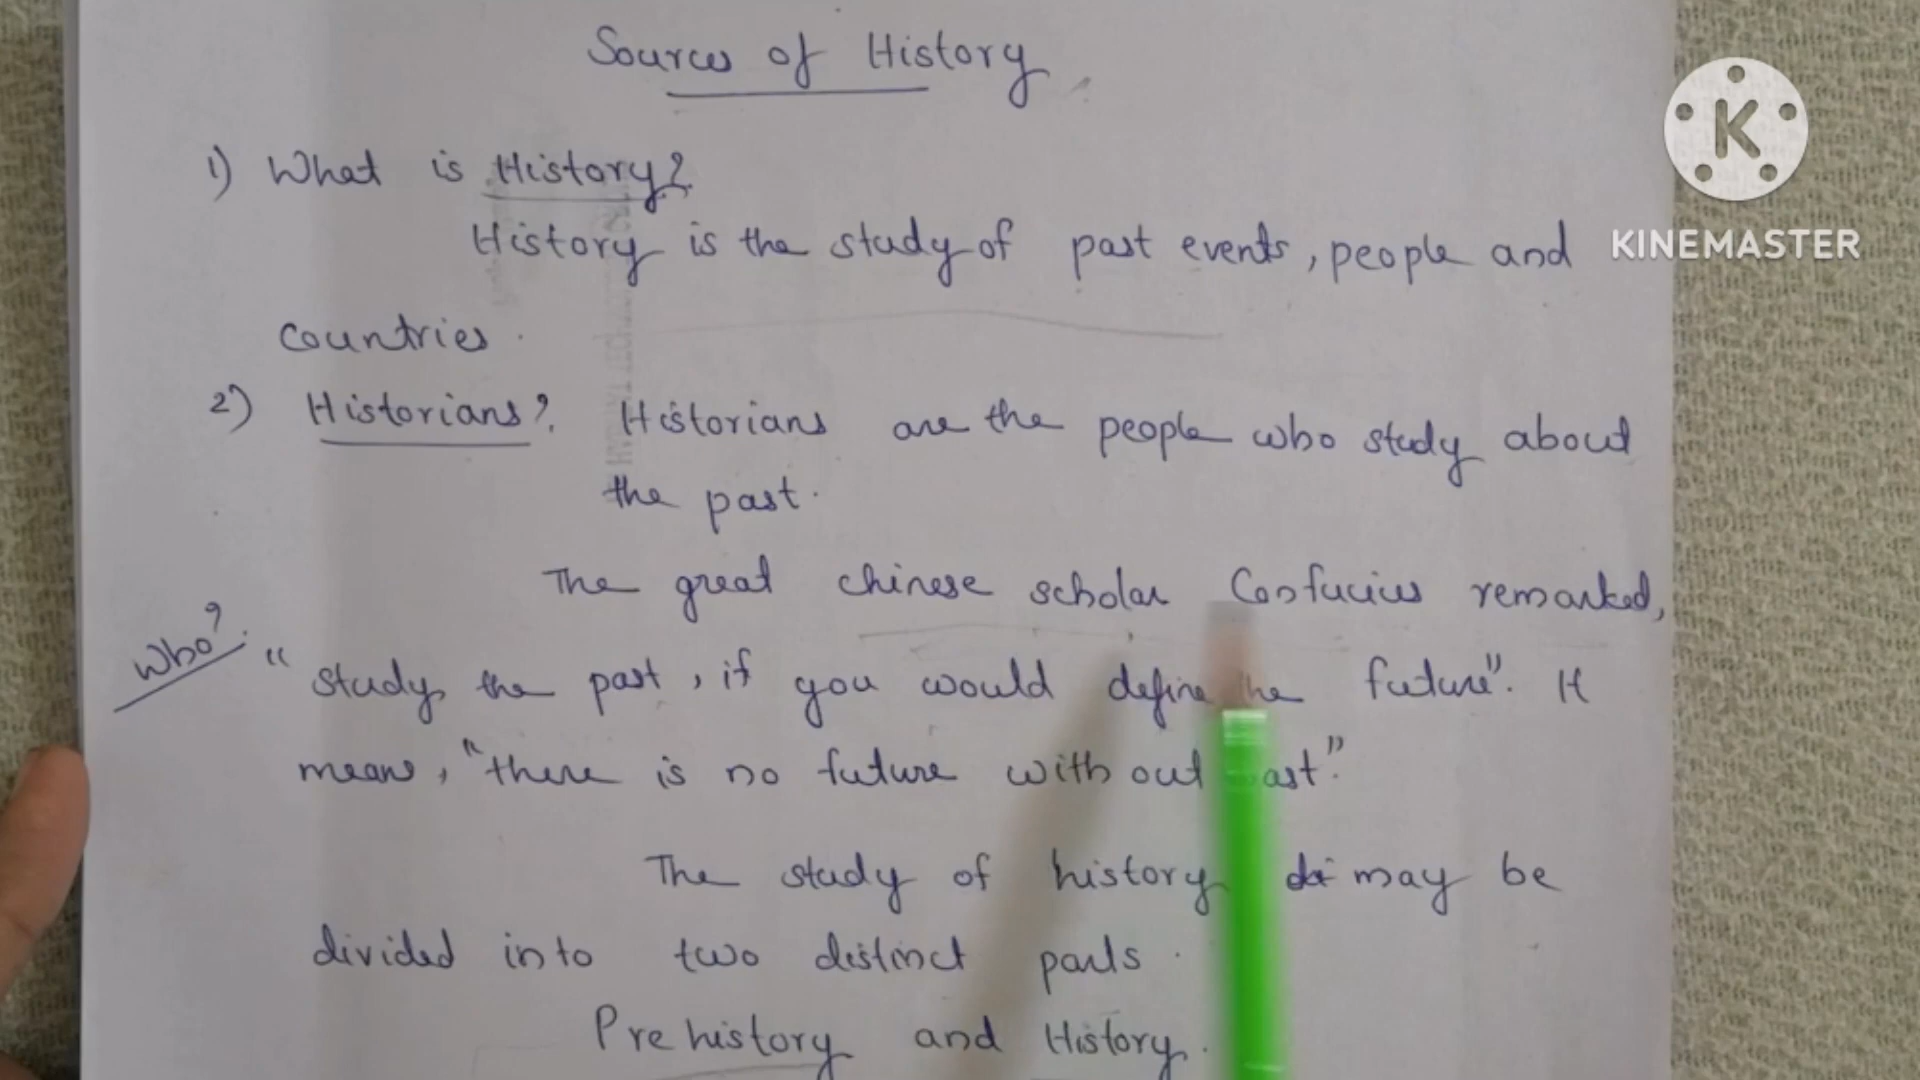 Sources of History
1) What is History?
History is the study of past events, people and
countries.
2) Historians? Historians are the people who study about
the past.
The great chinese scholar Confucius remarked,
Who?
"study the past, if you would define the future". It
means, "there is no future with out past".
The study of history may be
divided into two distinct parts.
Prehistory and History.
K
KINEMASTER